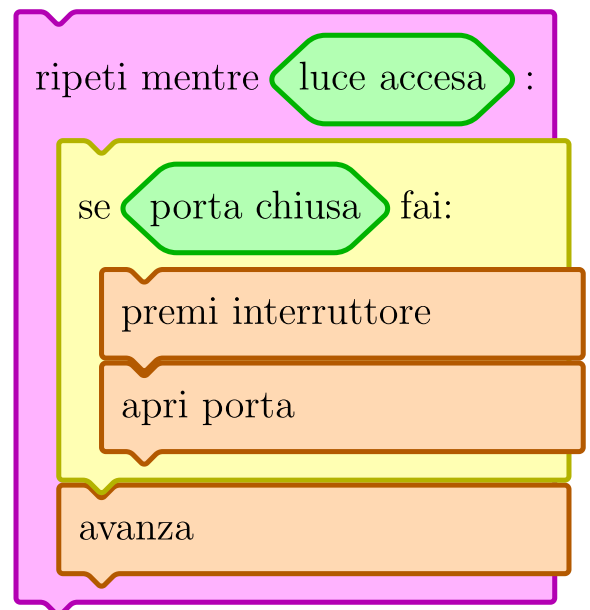 ripeti mentre luce accesa :
se porta chiusa fai:
premi interruttore
apri porta
avanza